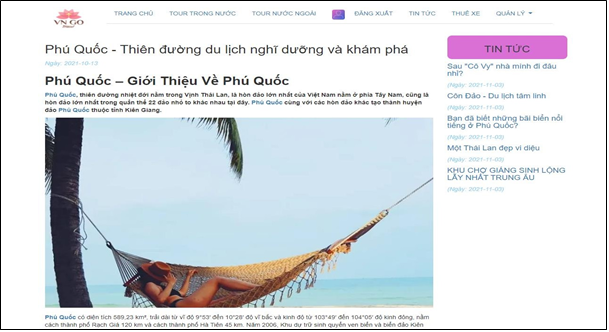 VN GO
TRANG CHỦ TOUR TRONG NƯỚC TOUR NƯỚC NGOÀI ĐĂNG XUẤT TIN TỨC THUÊ XE QUẢN LÝ
Phú Quốc - Thiên đường du lịch nghĩ dưỡng và khám phá
Ngày: 2021-10-13
Phú Quốc – Giới Thiệu Về Phú Quốc
Phú Quốc, thiên đường nhiệt đới nằm trong Vịnh Thái Lan, là hòn đảo lớn nhất của Việt Nam nằm ở phía Tây Nam, cũng là
hòn đảo lớn nhất trong quần thể 22 đảo nhỏ to khác nhau tại đây. Phú Quốc cùng với các hòn đảo khác tạo thành huyện
đảo Phú Quốc thuộc tỉnh Kiên Giang.
Phú Quốc có diện tích 589,23 km², trải dài từ vĩ độ 9°53' đến 10°28' độ vĩ bắc và kinh độ từ 103°49' đến 104°05' độ kinh đông, nằm
cách thành phố Rạch Giá 120 km và cách thành phố Hà Tiên 45 km. Năm 2006, Khu dự trữ sinh quyển ven biển và biển đảo Kiên
TIN TỨC
Sau "Cô Vy" nhà mình đi đâu
nhỉ?
(Ngày: 2021-11-03)
Côn Đảo - Du lịch tâm linh
(Ngày: 2021-11-03)
Bạn đã biết những bãi biển nổi
tiếng ở Phú Quốc?
(Ngày: 2021-11-03)
Một Thái Lan đẹp vi diệu
(Ngày: 2021-11-03)
KHU CHỢ GIÁNG SINH LỘNG
LẪY NHẤT TRUNG ÂU
(Ngày: 2021-11-03)